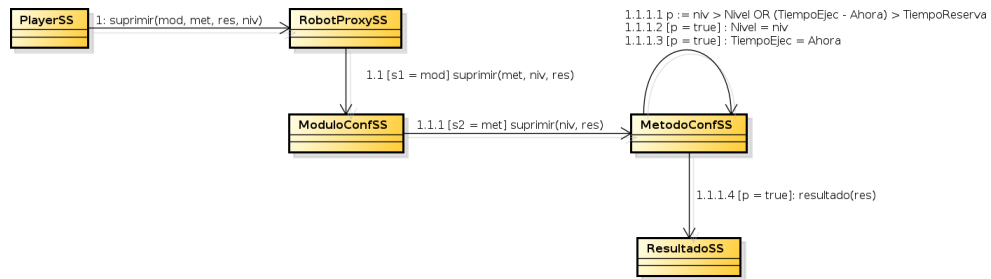 PlayerSS
1: suprimir(mod, met, res, niv)
RobotProxySS
1.1.1.1 p := niv > Nivel OR (TiempoEjec - Ahora) > TiempoReserva
1.1.1.2 [p = true] : Nivel = niv
1.1.1.3 [p = true] : TiempoEjec = Ahora
1.1 [s1 = mod] suprimir(met, niv, res)
ModuloConfSS
1.1.1 [s2 = met] suprimir(niv, res)
MetodoConfSS
1.1.1.4 [p = true]: resultado(res)
ResultadoSS